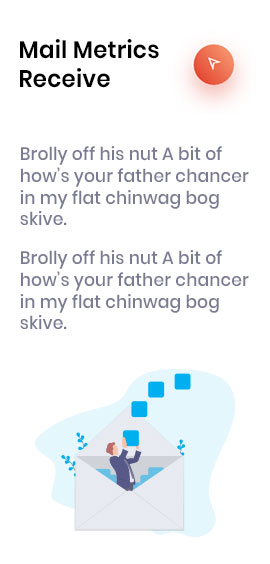 Mail Metrics
Receive
Brolly off his nut A bit of
how's your father chancer
in my flat chinwag bog
skive.
Brolly off his nut A bit of
how's your father chancer
in my flat chinwag bog
skive.